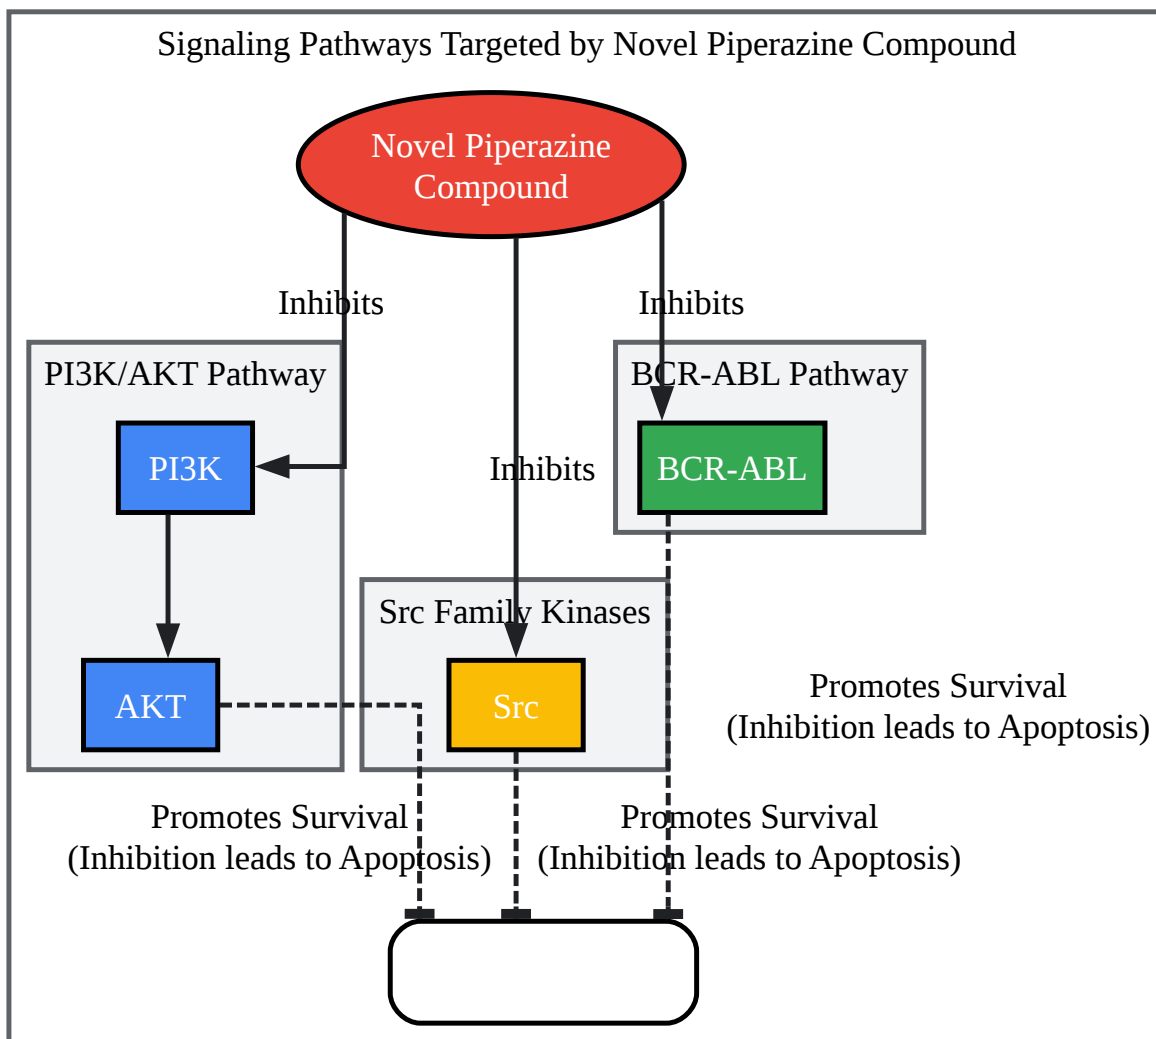 Signaling Pathways Targeted by Novel Piperazine Compound
Novel Piperazine
Compound
Inhibits
Inhibits
PI3K/AKT Pathway
BCR-ABL Pathway
PI3K
Inhibits
BCR-ABL
Src Family Kinases
AKT
Src
Promotes Survival
(Inhibition leads to Apoptosis)
Promotes Survival
(Inhibition leads to Apoptosis)
Promotes Survival
(Inhibition leads to Apoptosis)